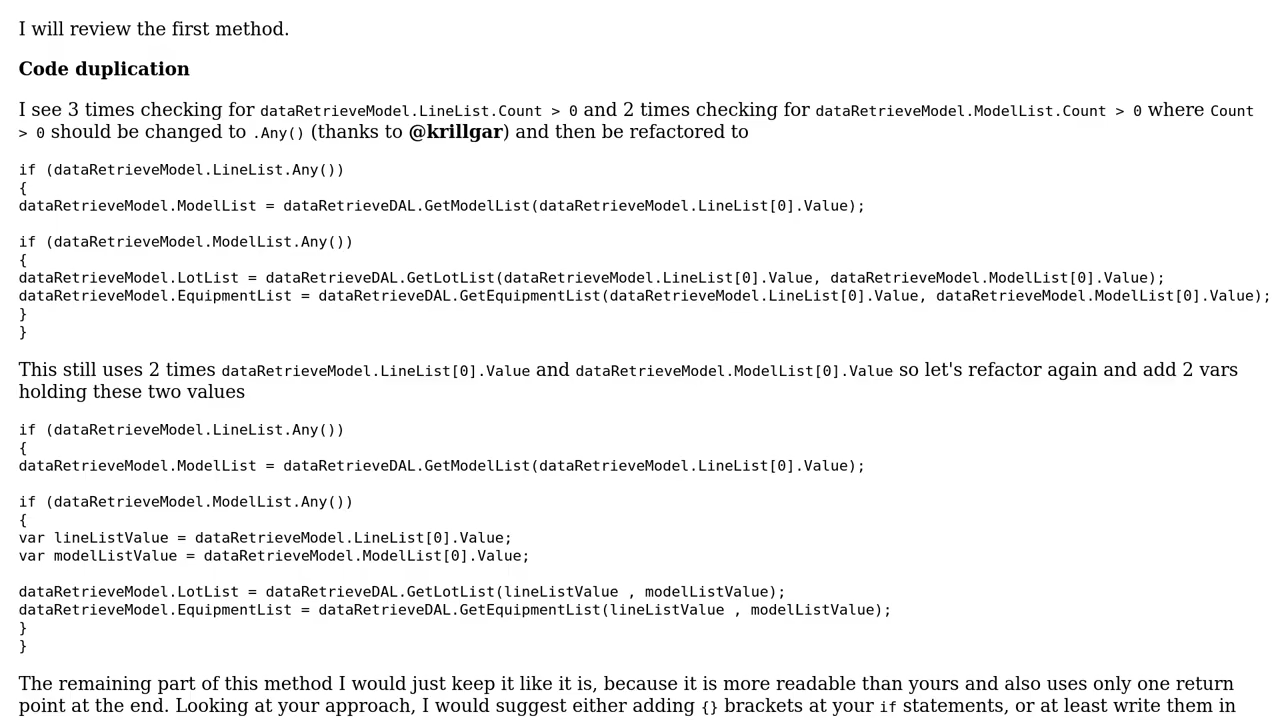 I will review the first method.
Code duplication
I see 3 times checking for dataRetrieveModel.LineList.Count > 0 and 2 times checking for dataRetrieveModel.ModelList.Count > 0 where Count
> 0 should be changed to .Any() (thanks to @krillgar) and then be refactored to
if (dataRetrieveModel.LineList.Any())
{
dataRetrieveModel.ModelList = dataRetrieveDAL.GetModelList(dataRetrieveModel.LineList[0].Value);
if (dataRetrieveModel.ModelList.Any())
{
dataRetrieveModel.LotList = dataRetrieveDAL.GetLotList(dataRetrieveModel.LineList[0].Value, dataRetrieveModel.ModelList[0].Value);
dataRetrieveModel.EquipmentList = dataRetrieveDAL.GetEquipmentList(dataRetrieveModel.LineList[0].Value, dataRetrieveModel.ModelList[0].Value);
}
}
This still uses 2 times dataRetrieveModel.LineList[0].Value and dataRetrieveModel.ModelList[0].Value so let's refactor again and add 2 vars
holding these two values
if (dataRetrieveModel.LineList.Any())
{
dataRetrieveModel.ModelList = dataRetrieveDAL.GetModelList(dataRetrieveModel.LineList[0].Value);
if (dataRetrieveModel.ModelList.Any())
{
var lineListValue = dataRetrieveModel.LineList[0].Value;
var modelListValue = dataRetrieveModel.ModelList[0].Value;
dataRetrieveModel.LotList = dataRetrieveDAL.GetLotList(lineListValue , modelListValue);
dataRetrieveModel.EquipmentList = dataRetrieveDAL.GetEquipmentList(lineListValue , modelListValue);
}
}
The remaining part of this method I would just keep it like it is, because it is more readable than yours and also uses only one return
point at the end. Looking at your approach, I would suggest either adding {} brackets at your if statements, or at least write them in